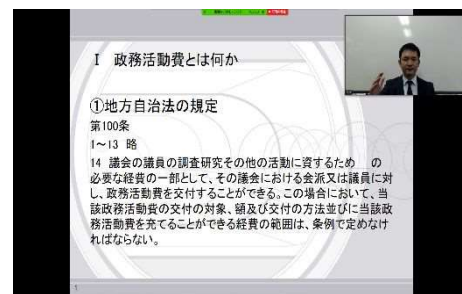 Ⅰ 政務活動費とは何か
①地方自治法の規定
第100条
1～13 略
14 議会の議員の調査研究その他の活動に資するため の
必要な経費の一部として、その議会における会派又は議員に対
し、政務活動費を交付することができる。この場合において、当
該政務活動費の交付の対象、額及び交付の方法並びに当該政
務活動費を充てることができる経費の範囲は、条例で定めなけ
ればならない。
1